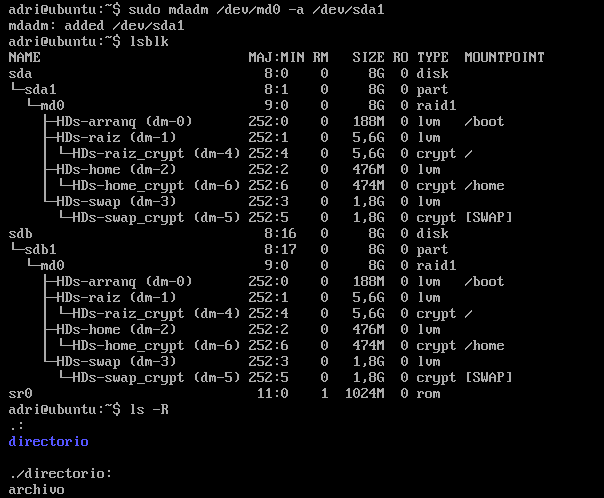 adri@ubuntu:~$ sudo mdadm /dev/md0 -a /dev/sda1
mdadm: added /dev/sda1
adri@ubuntu:~$ lsblk
NAME                          MAJ:MIN RM   SIZE RO TYPE  MOUNTPOINT
sda                             8:0    0     8G  0 disk
└─sda1                          8:1    0     8G  0 part
  └─md0                         9:0    0     8G  0 raid1
    ├─HDs-arranq (dm-0)       252:0    0   188M  0 lvm   /boot
    ├─HDs-raiz (dm-1)         252:1    0   5,6G  0 lvm
    │ └─HDs-raiz_crypt (dm-4) 252:4    0   5,6G  0 crypt /
    ├─HDs-home (dm-2)         252:2    0   476M  0 lvm
    │ └─HDs-home_crypt (dm-6) 252:6    0   474M  0 crypt /home
    └─HDs-swap (dm-3)         252:3    0   1,8G  0 lvm
      └─HDs-swap_crypt (dm-5) 252:5    0   1,8G  0 crypt [SWAP]
sdb                             8:16   0     8G  0 disk
└─sdb1                          8:17   0     8G  0 part
  └─md0                         9:0    0     8G  0 raid1
    ├─HDs-arranq (dm-0)       252:0    0   188M  0 lvm   /boot
    ├─HDs-raiz (dm-1)         252:1    0   5,6G  0 lvm
    │ └─HDs-raiz_crypt (dm-4) 252:4    0   5,6G  0 crypt /
    ├─HDs-home (dm-2)         252:2    0   476M  0 lvm
    │ └─HDs-home_crypt (dm-6) 252:6    0   474M  0 crypt /home
    └─HDs-swap (dm-3)         252:3    0   1,8G  0 lvm
      └─HDs-swap_crypt (dm-5) 252:5    0   1,8G  0 crypt [SWAP]
sr0                            11:0    1  1024M  0 rom
adri@ubuntu:~$ ls -R
.:
directorio

./directorio:
archivo